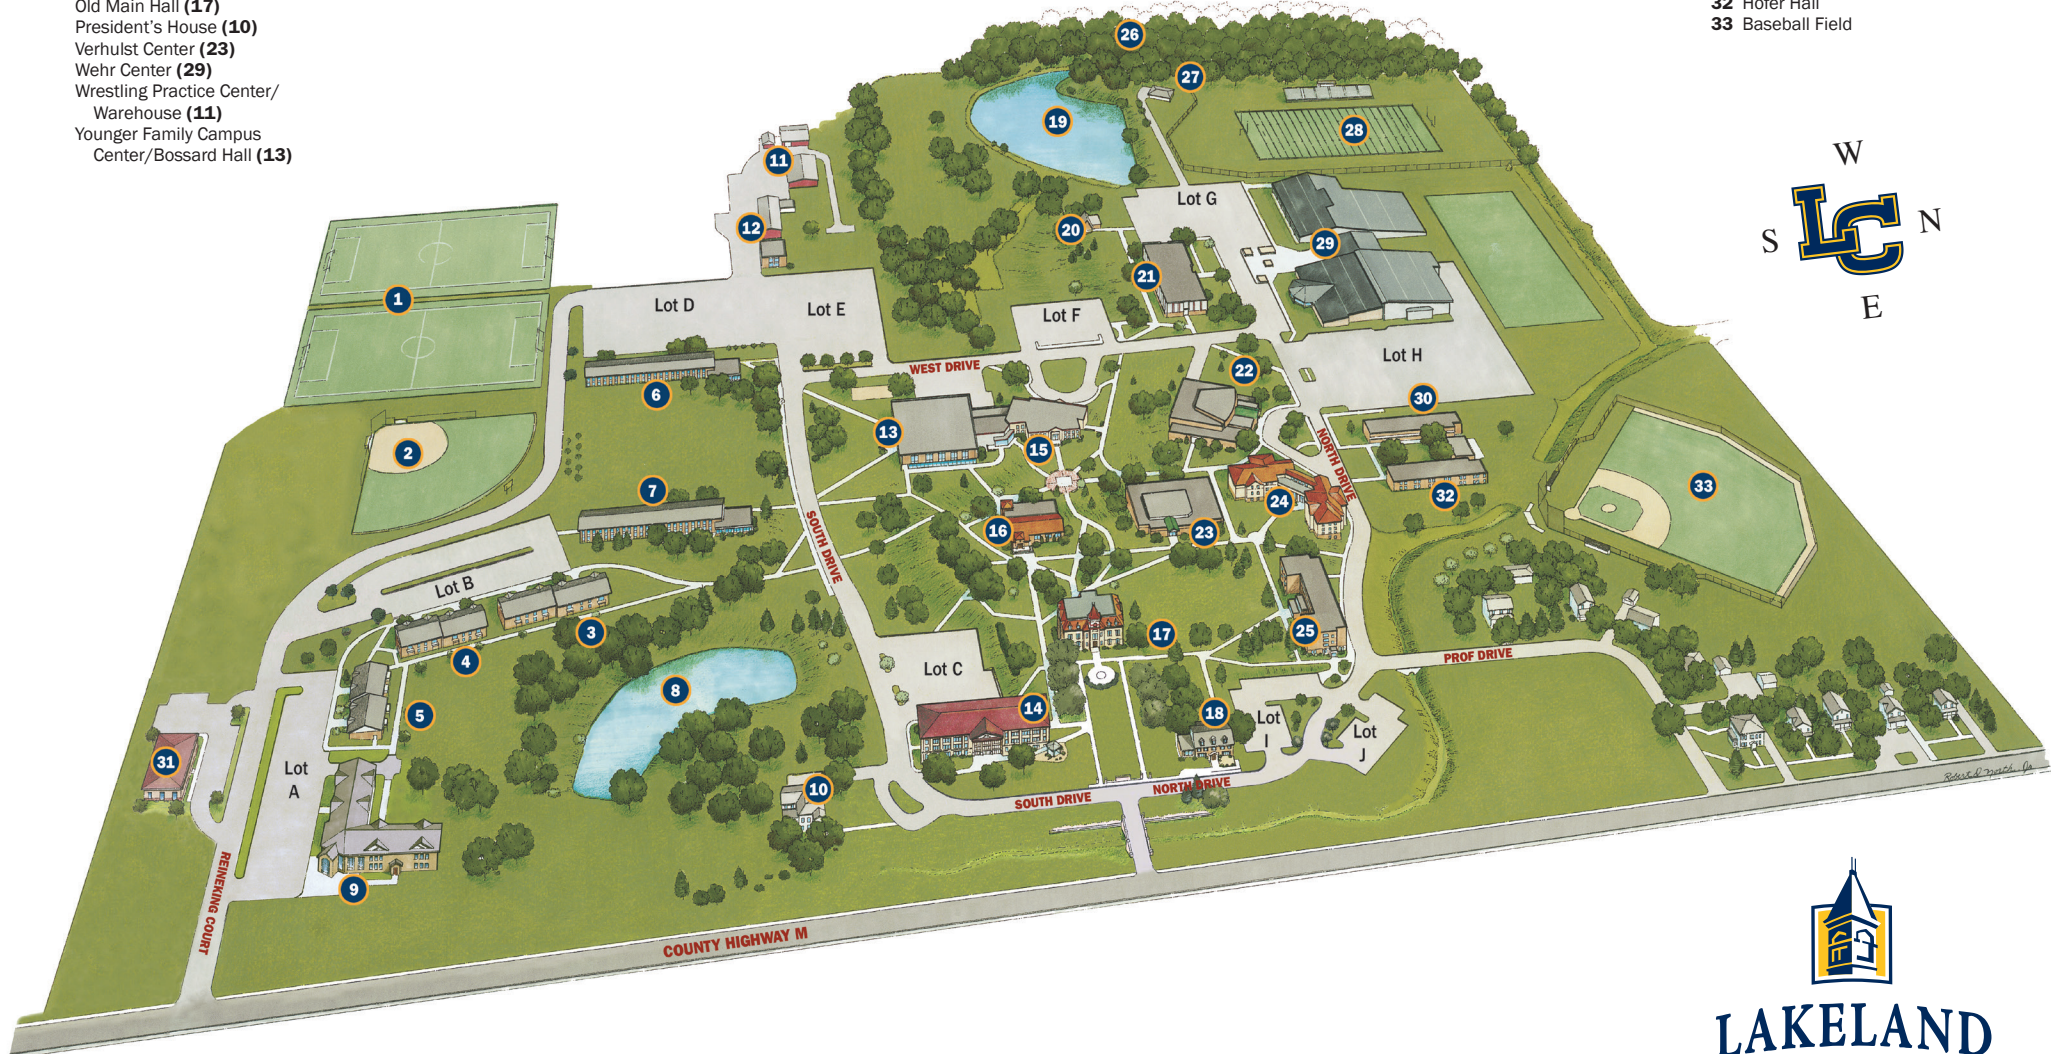 Old Main Hall (17)
President's House (10)
Verhulst Center (23)
Wehr Center (29)
Wrestling Practice Center/
Warehouse (11)
Younger Family Campus
Center/Bossard Hall (13)
32 Hofer Hall
33 Baseball Field
W
S
N
E
LC
26
27
19
28
11
Lot G
12
20
29
21
1
Lot D
Lot E
Lot F
Lot H
WEST DRIVE
22
6
30
13
15
2
NORTH DRIVE
7
32
33
24
16
23
SOUTH DRIVE
Lot B
3
17
25
4
PROF DRIVE
Lot C
8
5
14
18
Lot
I
Lot
J
31
Lot
A
10
SOUTH DRIVE
NORTH DRIVE
9
REINEKING COURT
COUNTY HIGHWAY M
Robert D. North, Jr.
LAKELAND